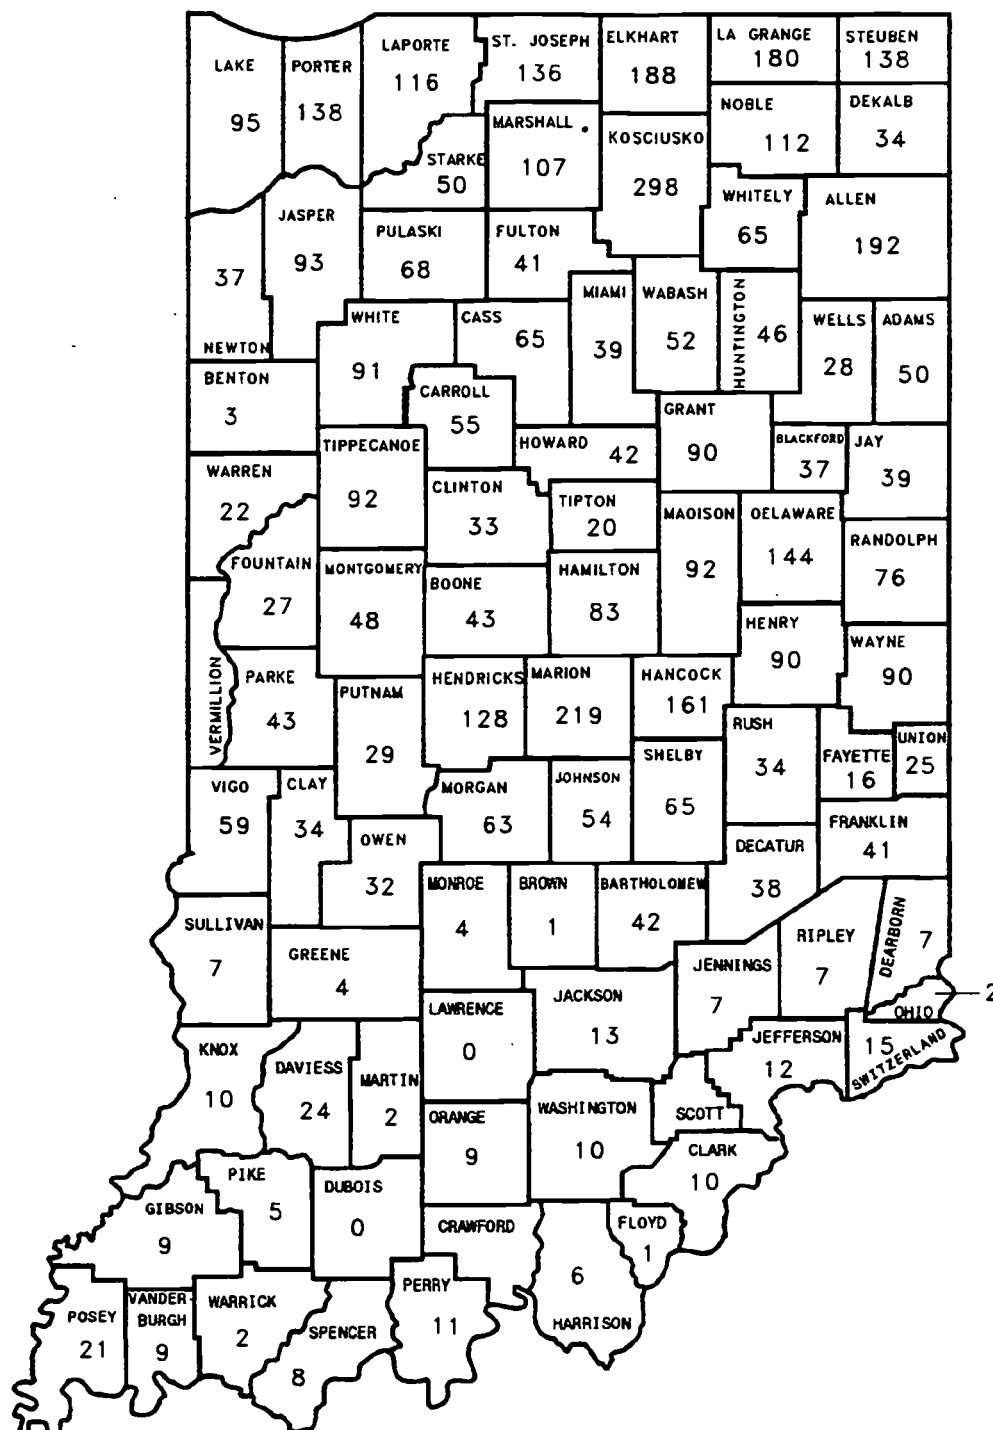 LAKE
95
PORTER
138
LAPORTE
116
ST. JOSEPH
136
ELKHART
188
LA GRANGE
180
STEUBEN
138
NOBLE
112
DEKALB
34
STARKE
50
MARSHALL
107
KOSCIUSKO
298
WHITELY
65
ALLEN
192
37
NEWTON
JASPER
93
PULASKI
68
FULTON
41
MIAMI
39
WABASH
52
HUNTINGTON
46
WELLS
28
ADAMS
50
WHITE
91
CASS
65
BENTON
3
CARROLL
55
GRANT
90
BLACKFORD
37
JAY
39
TIPPECANOE
92
HOWARD
42
WARREN
22
CLINTON
33
TIPTON
20
MADISON
92
OELAWARE
144
RANDOLPH
76
FOUNTAIN
27
MONTGOMERY
48
BOONE
43
HAMILTON
83
HENRY
90
WAYNE
90
VERMILLION
PARKE
43
PUTNAM
29
HENDRICKS
128
MARION
219
HANCOCK
161
RUSH
34
FAYETTE
16
UNION
25
VIGO
59
CLAY
34
MORGAN
63
JOHNSON
54
SHELBY
65
FRANKLIN
41
OWEN
32
MONROE
4
BROWN
1
BARTHOLOMEW
42
DECATUR
38
SULLIVAN
7
GREENE
4
JENNINGS
7
RIPLEY
7
DEARBORN
7
2
OHIO
LAWRENCE
0
JACKSON
13
JEFFERSON
12
15
SWITZERLAND
KNOX
10
DAVIESS
24
MARTIN
2
ORANGE
9
WASHINGTON
10
SCOTT
CLARK
10
PIKE
5
DUBOIS
0
GIBSON
9
CRAWFORD
FLOYD
1
6
HARRISON
POSEY
21
VANDER-
BURGH
9
WARRICK
2
SPENCER
8
PERRY
11